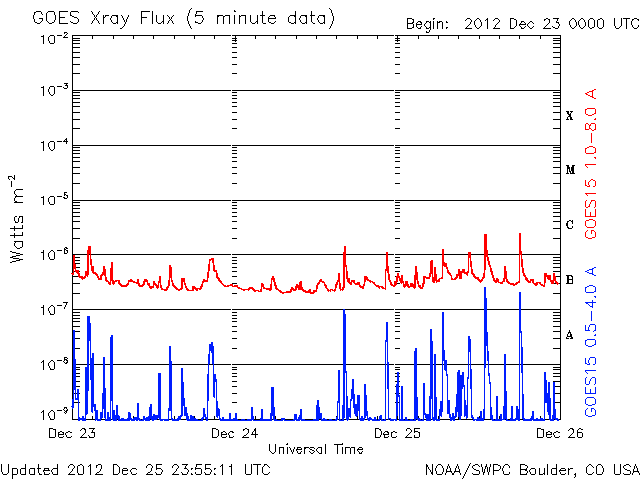 GOES Xray Flux (5 minute data)
Begin: 2012 Dec 23 0000 UTC
10⁻²
10⁻³
10⁻⁴
10⁻⁵
10⁻⁶
10⁻⁷
10⁻⁸
10⁻⁹
Watts m⁻²
X
M
C
B
A
GOES15 1.0-8.0 A
GOES15 0.5-4.0 A
Dec 23
Dec 24
Dec 25
Dec 26
Universal Time
Updated 2012 Dec 25 23:55:11 UTC
NOAA/SWPC Boulder, CO USA